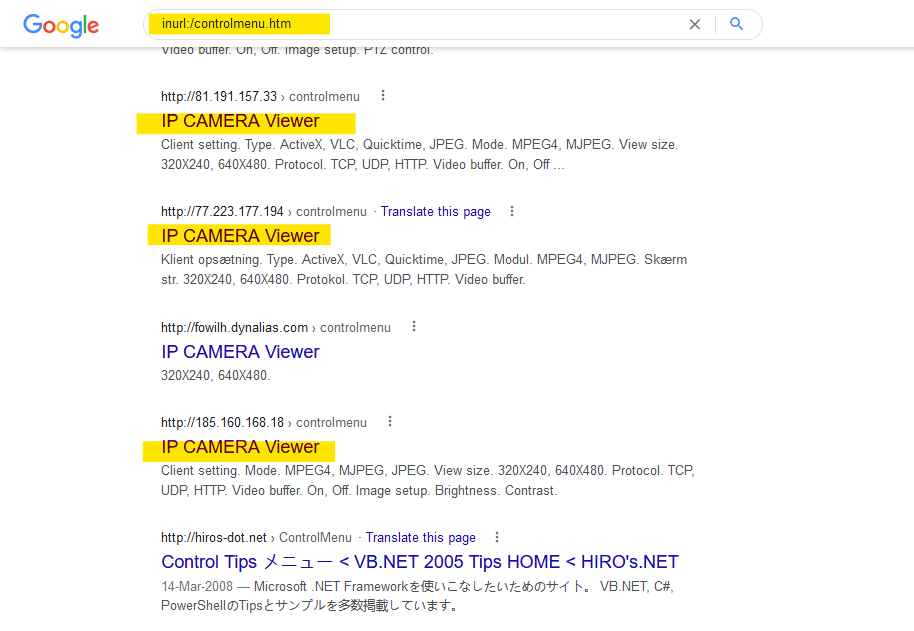 Google
inurl:/controlmenu.htm
Video buffer. On, Off. Image setup. PTZ control.
http://81.191.157.33 › controlmenu
IP CAMERA Viewer
Client setting. Type. ActiveX, VLC, Quicktime, JPEG. Mode. MPEG4, MJPEG. View size.
320X240, 640X480. Protocol. TCP, UDP, HTTP. Video buffer. On, Off ...
http://77.223.177.194 › controlmenu · Translate this page
IP CAMERA Viewer
Klient opsætning. Type. ActiveX, VLC, Quicktime, JPEG. Modul. MPEG4, MJPEG. Skærm
str. 320X240, 640X480. Protokol. TCP, UDP, HTTP. Video buffer.
http://fowilh.dynalias.com › controlmenu
IP CAMERA Viewer
320X240, 640X480.
http://185.160.168.18 › controlmenu
IP CAMERA Viewer
Client setting. Mode. MPEG4, MJPEG, JPEG. View size. 320X240, 640X480. Protocol. TCP,
UDP, HTTP. Video buffer. On, Off. Image setup. Brightness. Contrast.
http://hiros-dot.net › ControlMenu · Translate this page
Control Tips メニュー < VB.NET 2005 Tips HOME < HIRO's.NET
14-Mar-2008 — Microsoft .NET Frameworkを使いこなしたいためのサイト。 VB.NET, C#,
PowerShellのTipsとサンプルを多数掲載しています。